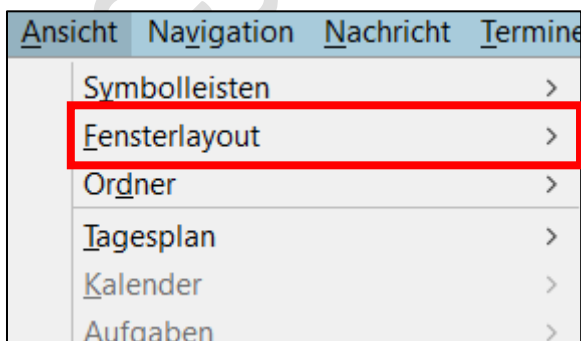 Ansicht Navigation Nachricht Termine
Symbolleisten >
Fensterlayout >
Ordner >
Tagesplan >
Kalender >
Aufgaben >